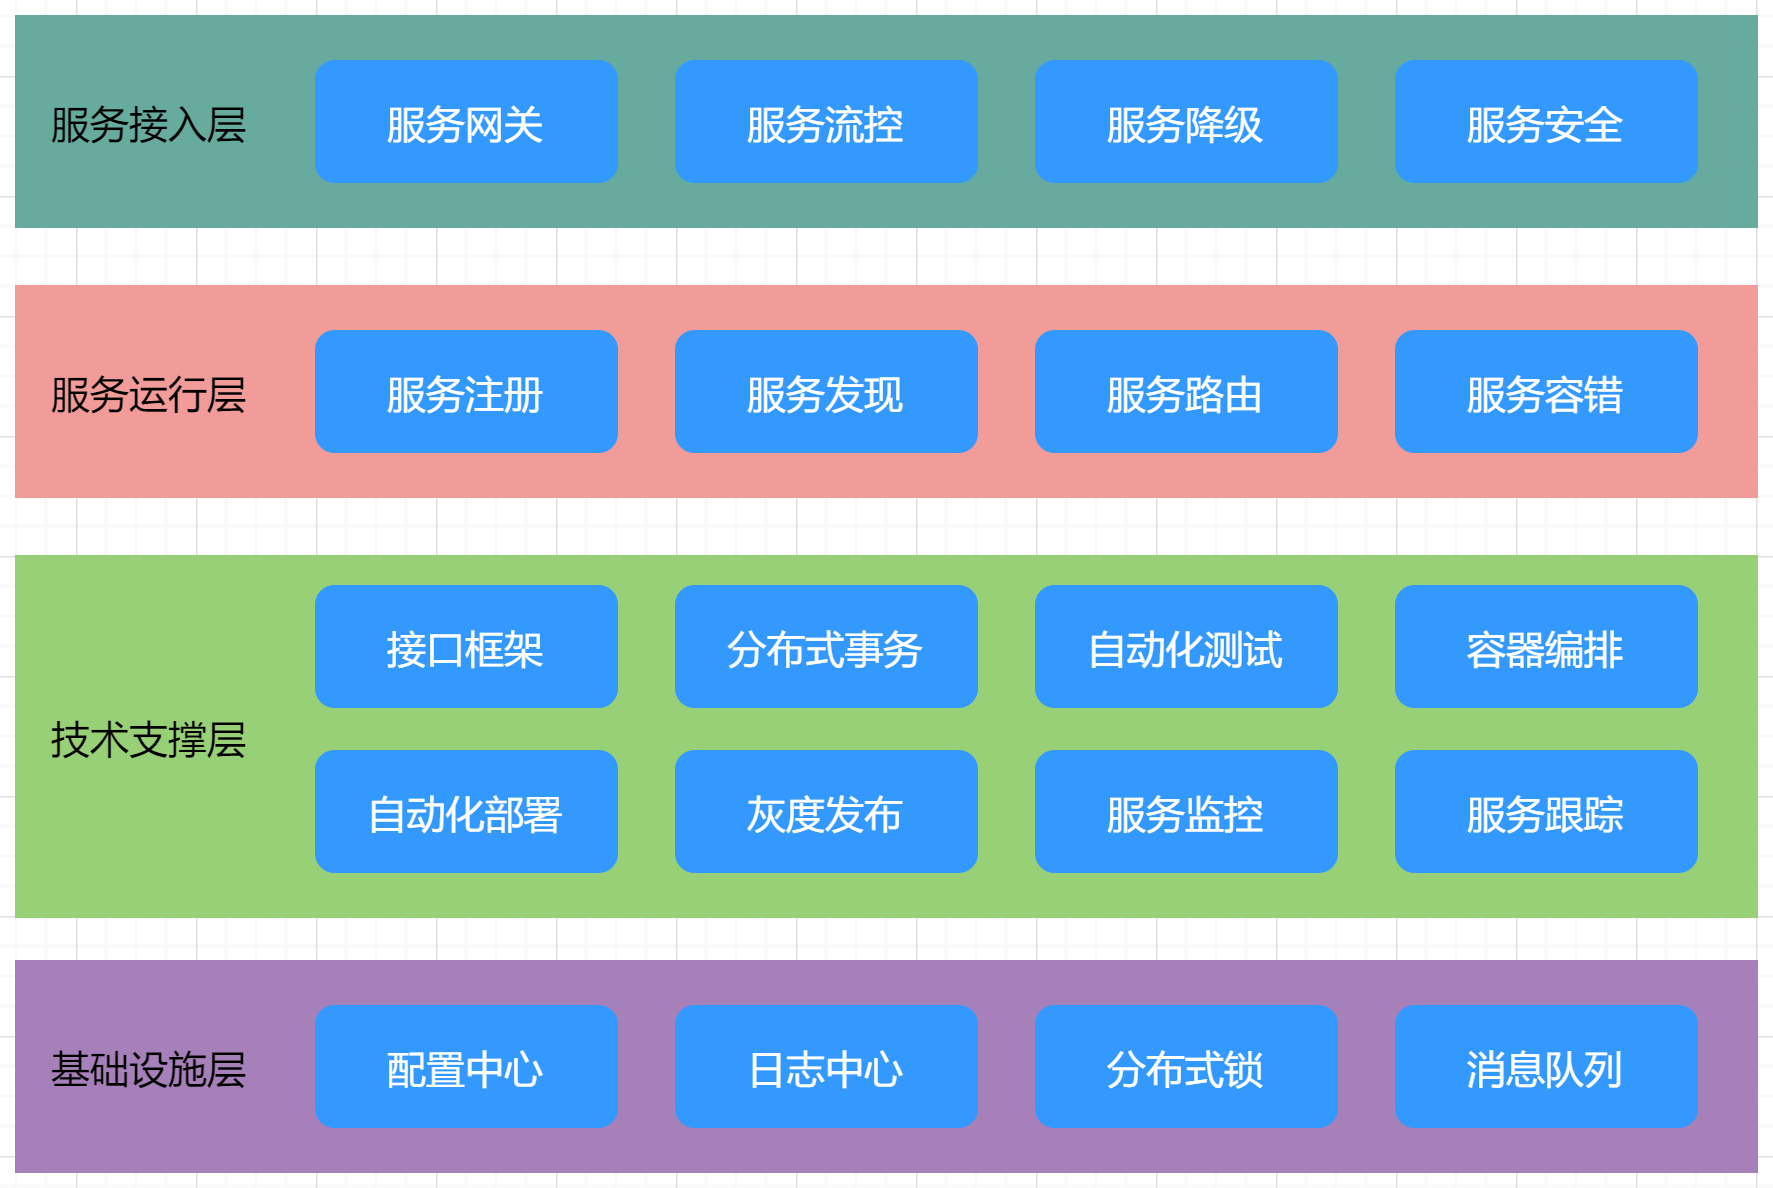 服务接入层
服务网关
服务流控
服务降级
服务安全
服务运行层
服务注册
服务发现
服务路由
服务容错
技术支撑层
接口框架
分布式事务
自动化测试
容器编排
自动化部署
灰度发布
服务监控
服务跟踪
基础设施层
配置中心
日志中心
分布式锁
消息队列